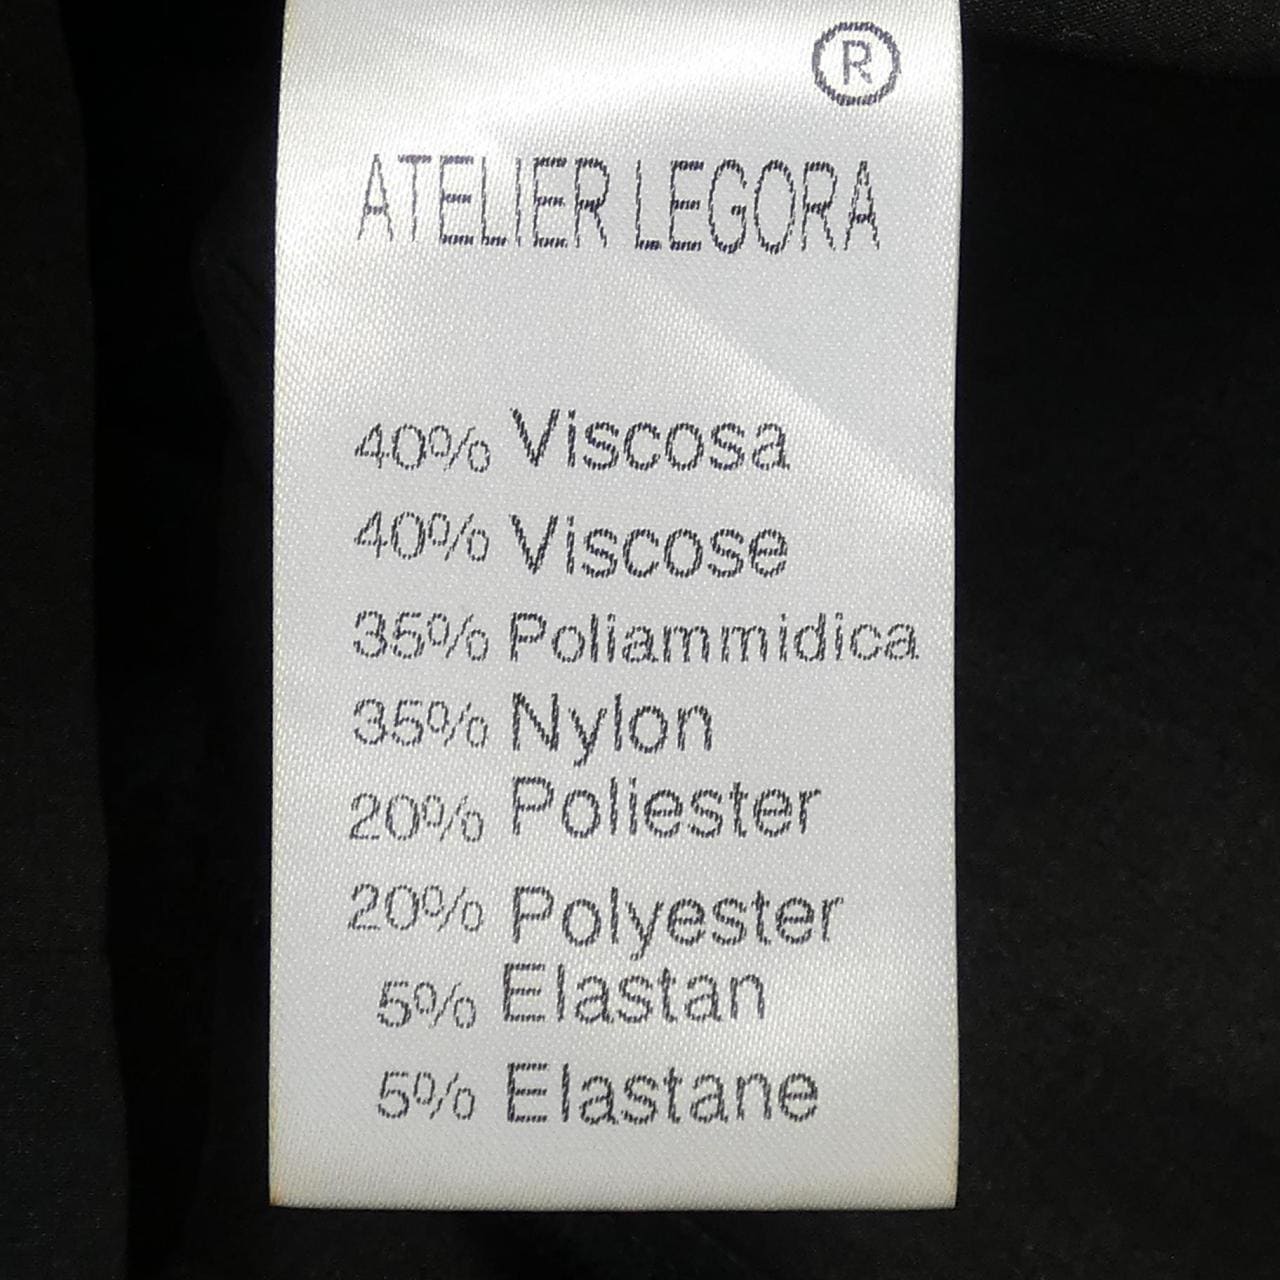 ®
ATELIER LEGORA
40% Viscosa
40% Viscose
35% Poliammidica
35% Nylon
20% Poliester
20% Polyester
5% Elastan
5% Elastane